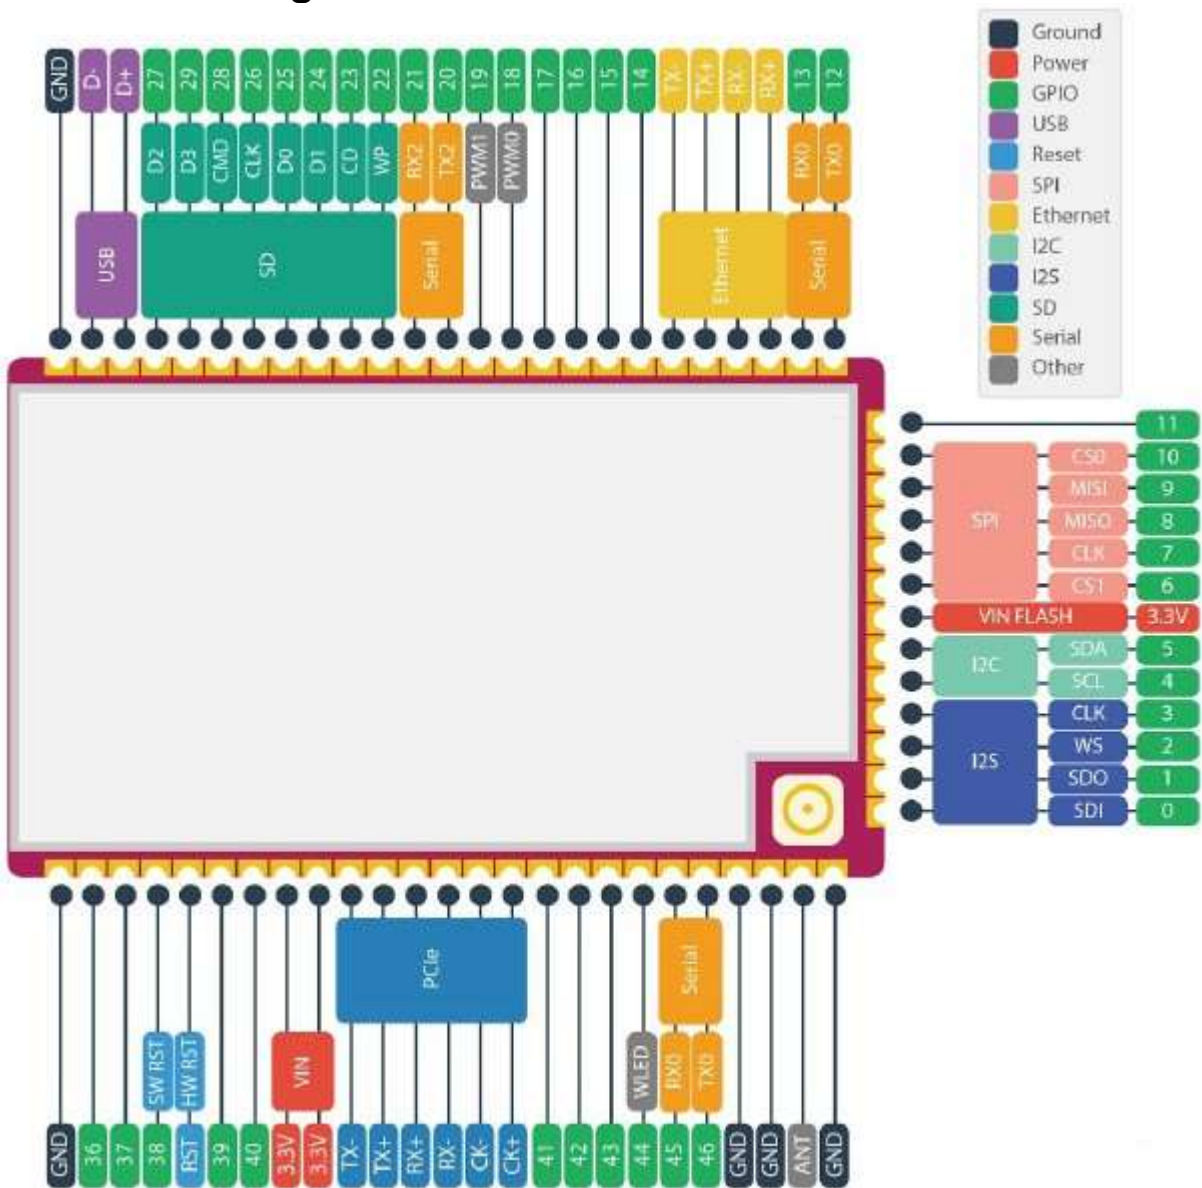 GND D- D+ 27 29 28 26 25 24 23 22 21 20 19 18 17 16 15 14 TX- TX+ RX- RX+ 13 12
D2 D3 CMD CLK D0 D1 CD WP RX2 TX2 PWM1 PWM0 RX0 TX0
USB SD Serial Ethernet Serial
Ground
Power
GPIO
USB
Reset
SPI
Ethernet
I2C
I2S
SD
Serial
Other
11
CS0 10
MISI 9
SPI MISO 8
CLK 7
CS1 6
VIN FLASH 3.3V
I2C SDA 5
SCL 4
CLK 3
I2S WS 2
SDO 1
SDI 0
PCIe Serial
SW RST HW RST VIN WLED RX0 TX0
GND 36 37 38 RST 39 40 3.3V 3.3V TX- TX+ RX+ RX- CK- CK+ 41 42 43 44 45 46 GND GND ANT GND